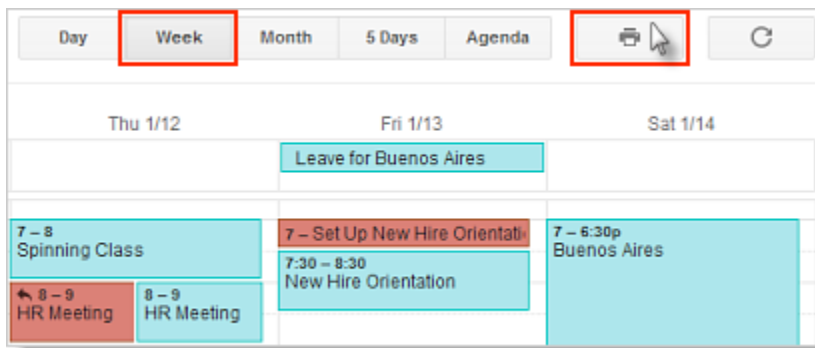 Day Week Month 5 Days Agenda
Thu 1/12 Fri 1/13 Sat 1/14
Leave for Buenos Aires
7 – 8
Spinning Class
8 – 9
HR Meeting
8 – 9
HR Meeting
7 – Set Up New Hire Orientati
7:30 – 8:30
New Hire Orientation
7 – 6:30p
Buenos Aires